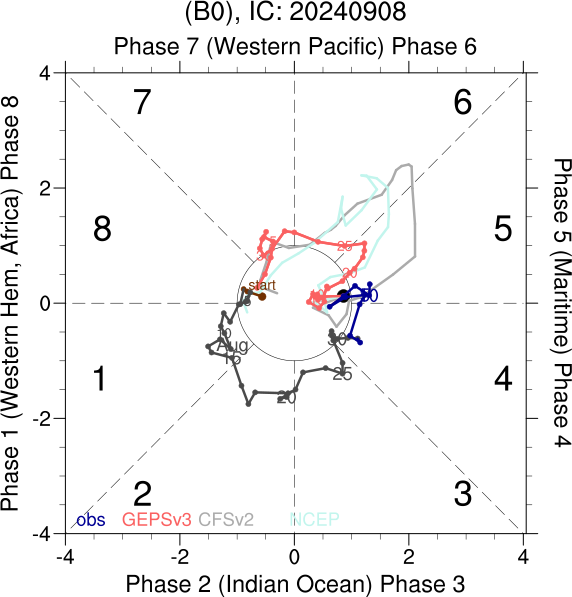 (B0), IC: 20240908
Phase 7 (Western Pacific) Phase 6
Phase 1 (Western Hem, Africa) Phase 8
Phase 5 (Maritime) Phase 4
4
2
0
-2
-4
7
6
8
5
1
4
2
3
start
Aug
15
20
25
25
obs
GEPSv3
CFSv2
NCEP
-4
-2
0
2
4
Phase 2 (Indian Ocean) Phase 3